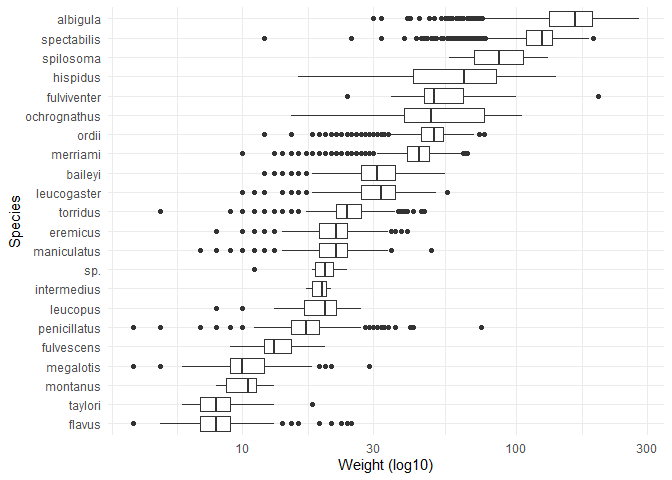 albigula
spectabilis
spilosoma
hispidus
fulviventer
ochrognathus
ordii
merriami
baileyi
leucogaster
torridus
eremicus
maniculatus
sp.
intermedius
leucopus
penicillatus
fulvescens
megalotis
montanus
taylori
flavus
Species
10 30 100 300
Weight (log10)